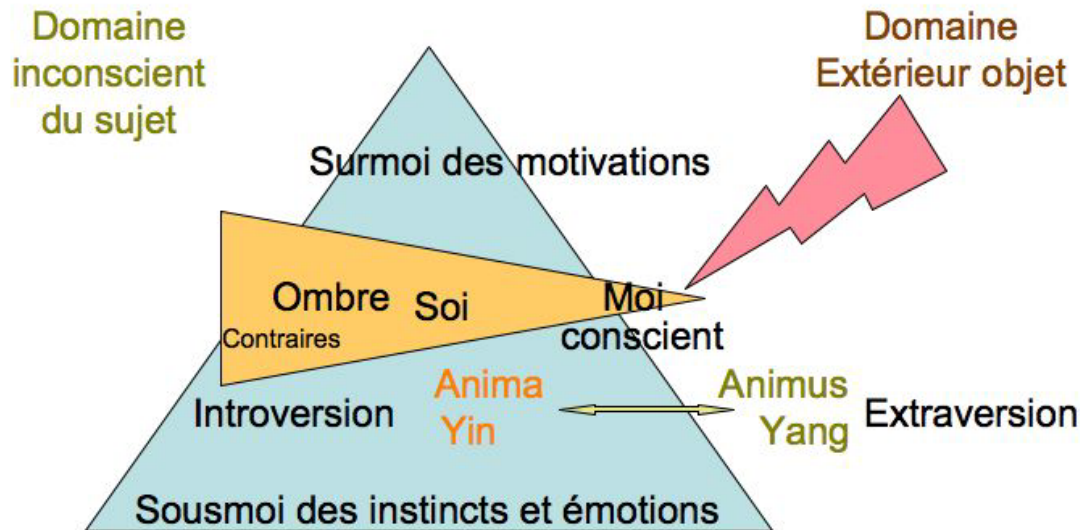 Domaine
inconscient
du sujet
Domaine
Extérieur objet
Surmoi des motivations
Ombre
Soi
Moi
conscient
Contraires
Anima
Yin
Animus
Yang
Introversion
Extraversion
Sousmoi des instincts et émotions